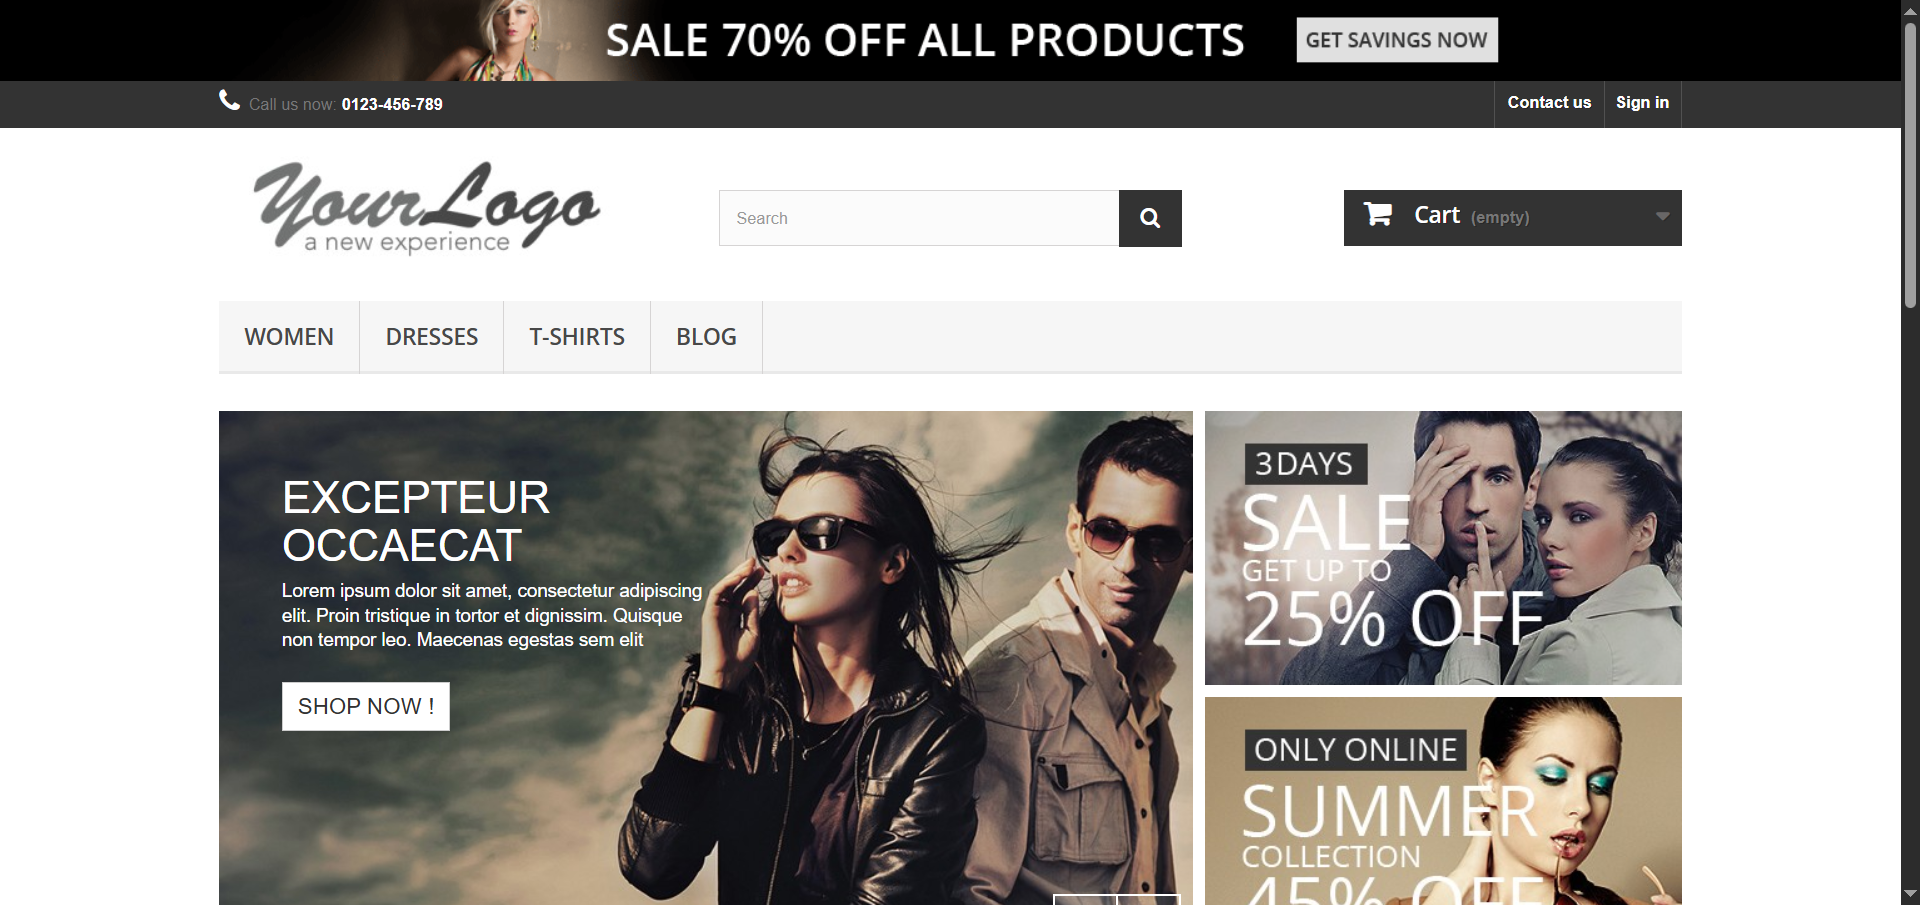 SALE 70% OFF ALL PRODUCTS
GET SAVINGS NOW
Call us now: 0123-456-789
Contact us
Sign in
YourLogo
a new experience
Search
Cart (empty)
WOMEN
DRESSES
T-SHIRTS
BLOG
EXCEPTEUR
OCCAECAT
Lorem ipsum dolor sit amet, consectetur adipiscing
elit. Proin tristique in tortor et dignissim. Quisque
non tempor leo. Maecenas egestas sem elit
SHOP NOW !
3 DAYS
SALE
GET UP TO
25% OFF
ONLY ONLINE
SUMMER
COLLECTION
45% OFF